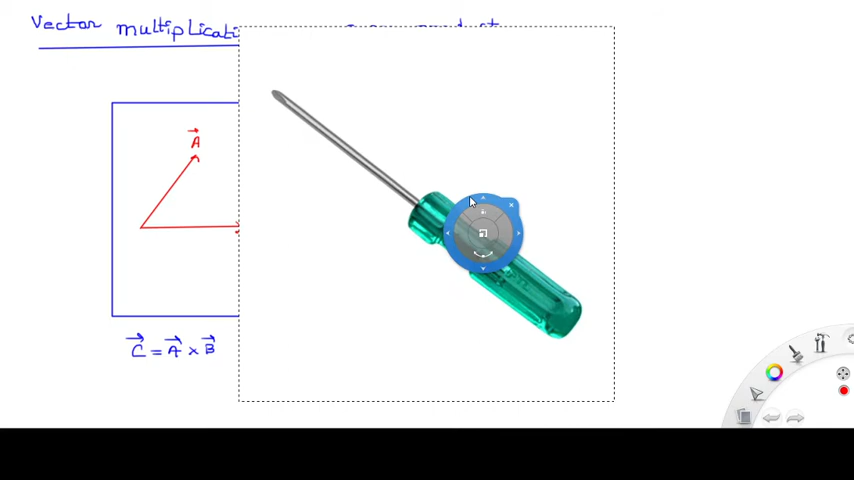 Vector multiplicati
A
C = A × B